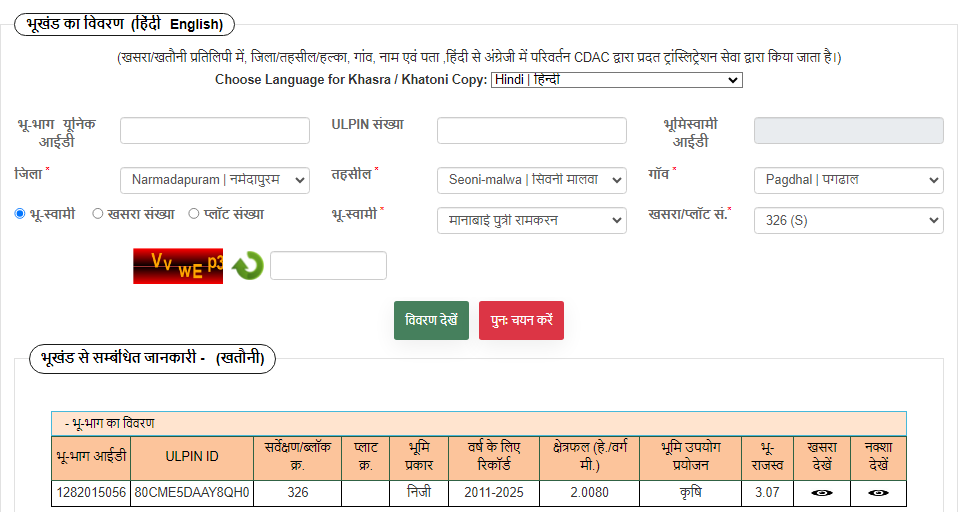 भूखंड का विवरण (हिंदी English)
(खसरा/खतौनी प्रतिलिपी में, जिला/तहसील/हल्का, गांव, नाम एवं पता ,हिंदी से अंग्रेजी में परिवर्तन CDAC द्वारा प्रदत ट्रांस्लिट्रेशन सेवा द्वारा किया जाता है।)
Choose Language for Khasra / Khatoni Copy: Hindi | हिन्दी
भू-भाग यूनिक आईडी
ULPIN संख्या
भूमिस्वामी आईडी
जिला * Narmadapuram | नर्मदापुरम
तहसील * Seoni-malwa | सिवनी मालवा
गाँव * Pagdhal | पगढाल
भू-स्वामी खसरा संख्या प्लॉट संख्या
भू-स्वामी * मानाबाई पुत्री रामकरन
खसरा/प्लॉट सं.* 326 (S)
Vv wE p3
विवरण देखें पुनः चयन करें
भूखंड से सम्बंधित जानकारी - (खतौनी)
- भू-भाग का विवरण
भू-भाग आईडी ULPIN ID सर्वेक्षण/ब्लॉक क्र. प्लाट क्र. भूमि प्रकार वर्ष के लिए रिकॉर्ड क्षेत्रफल (हे./वर्ग मी.) भूमि उपयोग प्रयोजन भू-राजस्व खसरा देखें नक्शा देखें
1282015056 80CME5DAAY8QH0 326 निजी 2011-2025 2.0080 कृषि 3.07